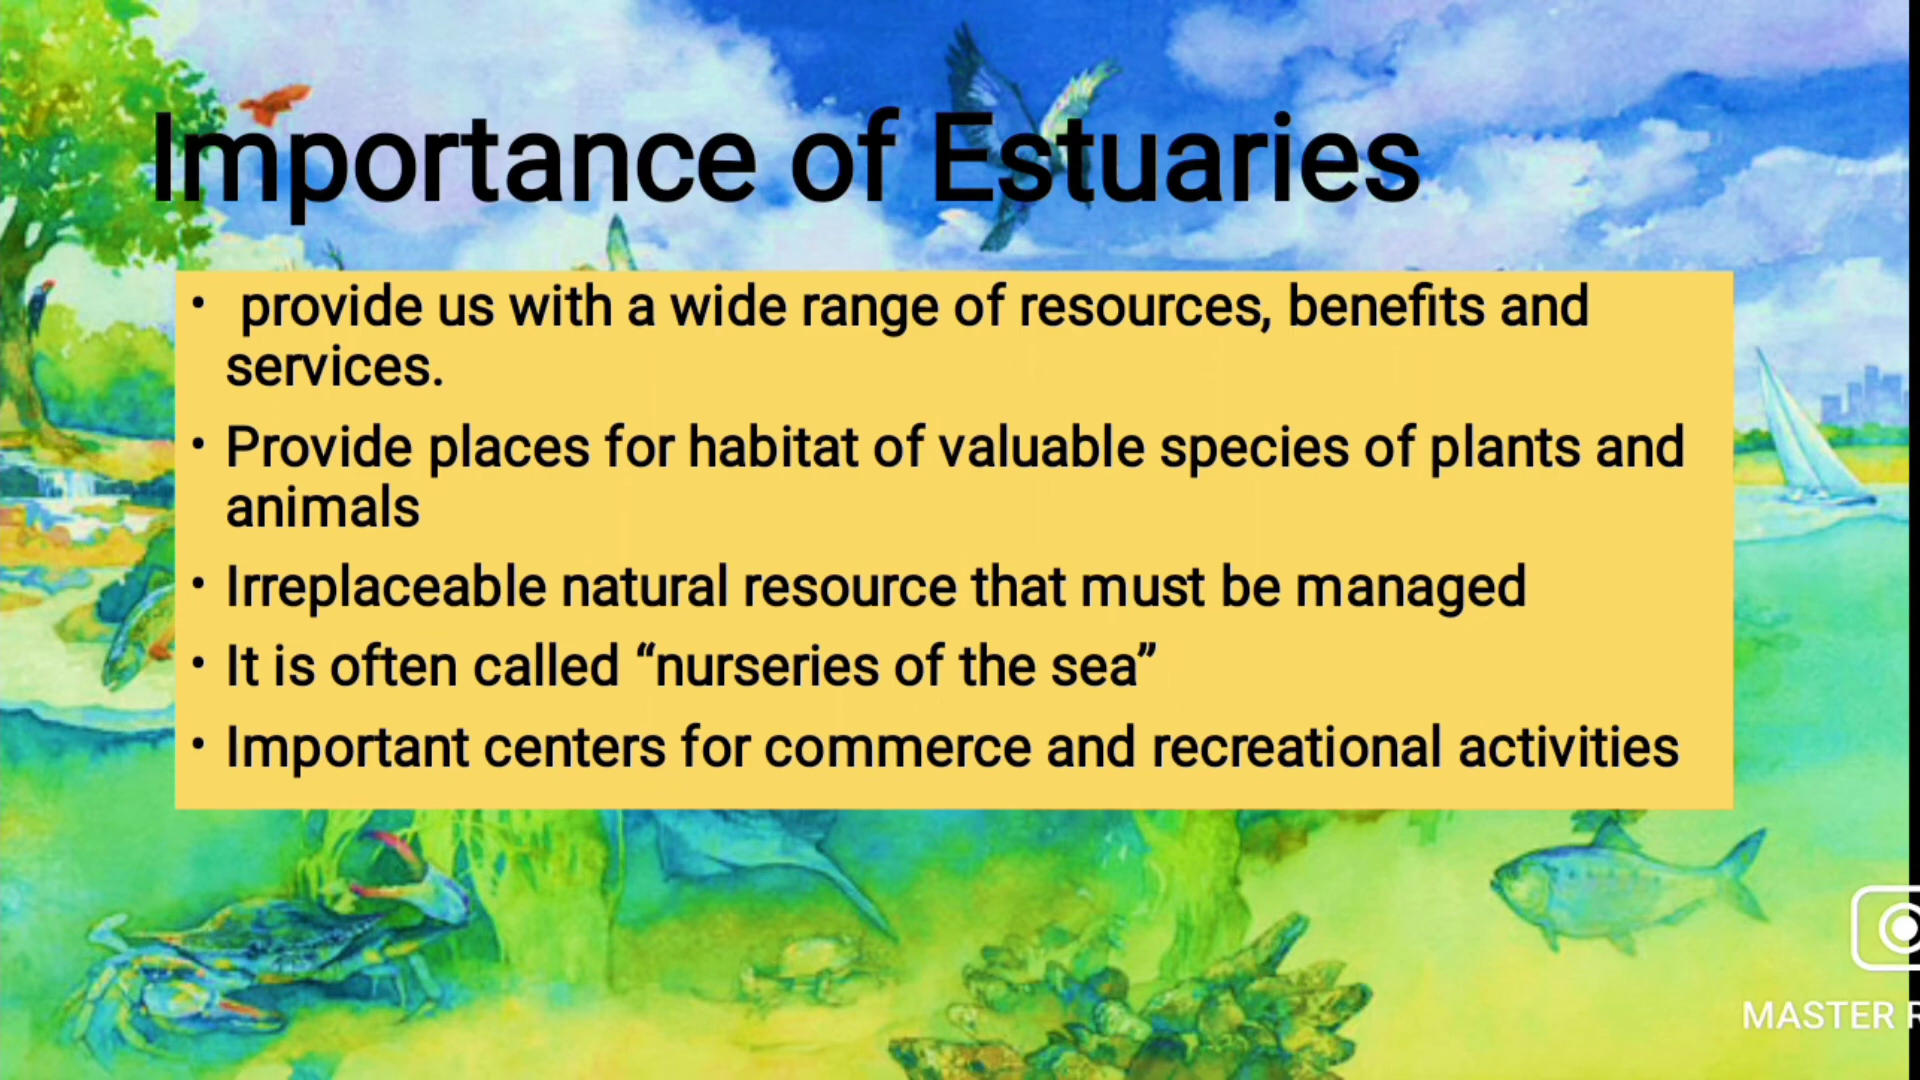 Importance of Estuaries
• provide us with a wide range of resources, benefits and
services.
• Provide places for habitat of valuable species of plants and
animals
• Irreplaceable natural resource that must be managed
• It is often called “nurseries of the sea”
• Important centers for commerce and recreational activities
MASTER